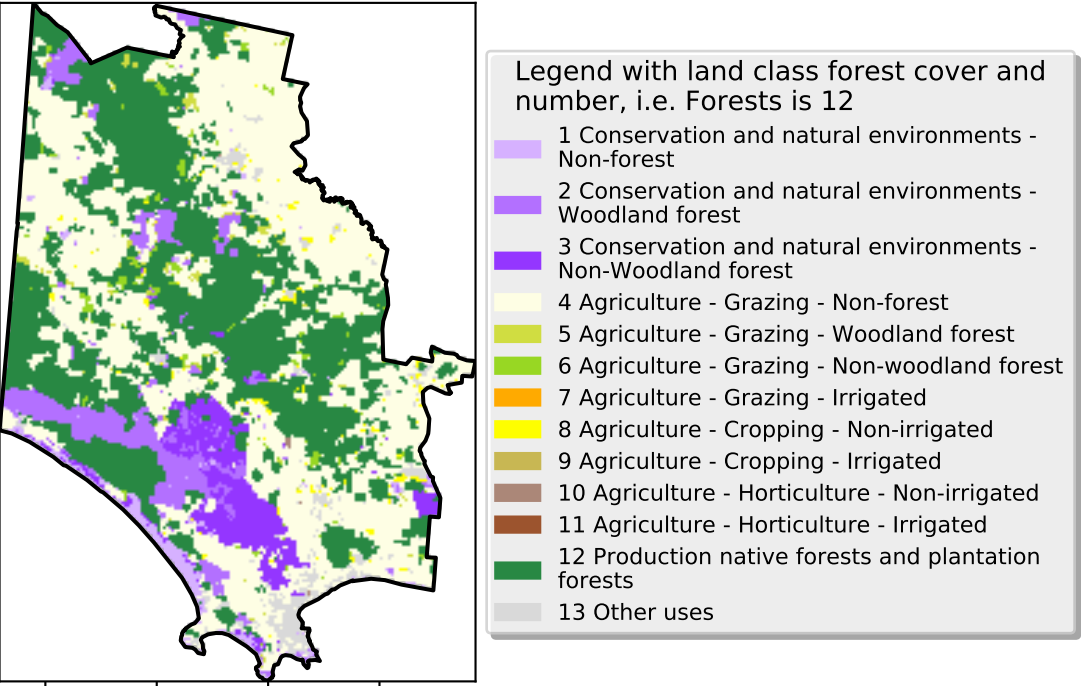 Legend with land class forest cover and
number, i.e. Forests is 12
1 Conservation and natural environments -
Non-forest
2 Conservation and natural environments -
Woodland forest
3 Conservation and natural environments -
Non-Woodland forest
4 Agriculture - Grazing - Non-forest
5 Agriculture - Grazing - Woodland forest
6 Agriculture - Grazing - Non-woodland forest
7 Agriculture - Grazing - Irrigated
8 Agriculture - Cropping - Non-irrigated
9 Agriculture - Cropping - Irrigated
10 Agriculture - Horticulture - Non-irrigated
11 Agriculture - Horticulture - Irrigated
12 Production native forests and plantation
forests
13 Other uses